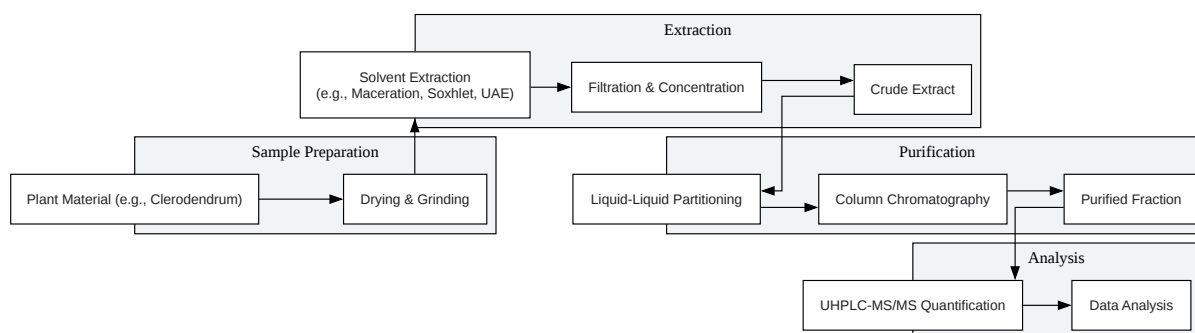 Extraction
Solvent Extraction
(e.g., Maceration, Soxhlet, UAE)
Filtration & Concentration
Crude Extract
Sample Preparation
Plant Material (e.g., Clerodendrum)
Drying & Grinding
Purification
Liquid-Liquid Partitioning
Column Chromatography
Purified Fraction
Analysis
UHPLC-MS/MS Quantification
Data Analysis